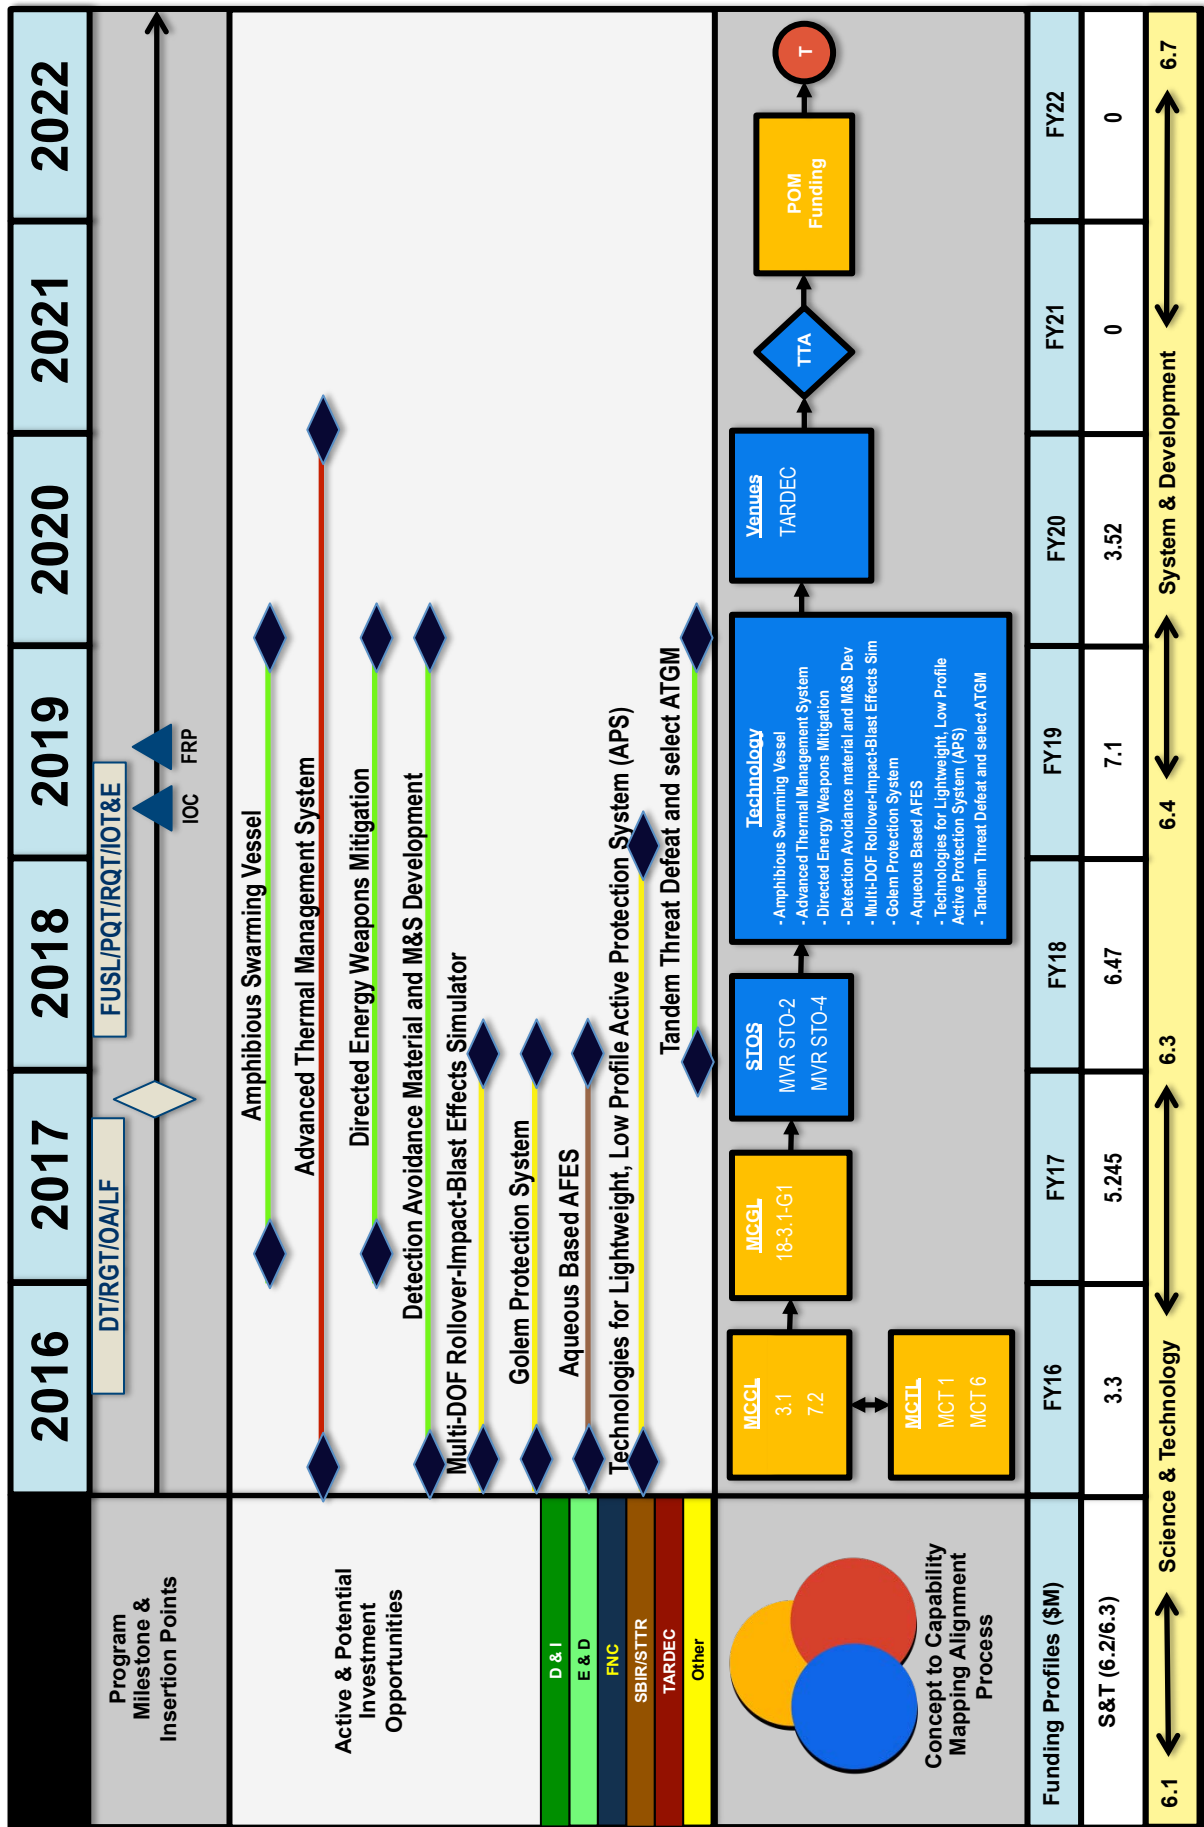 2016
2017
2018
2019
2020
2021
2022
Program
Milestone &
Insertion Points
DT/RGT/OA/LF
FUSL/PQT/RQT/IOT&E
IOC
FRP
Active & Potential
Investment
Opportunities
D & I
E & D
FNC
SBIR/STTR
TARDEC
Other
Amphibious Swarming Vessel
Advanced Thermal Management System
Directed Energy Weapons Mitigation
Detection Avoidance Material and M&S Development
Multi-DOF Rollover-Impact-Blast Effects Simulator
Golem Protection System
Aqueous Based AFES
Technologies for Lightweight, Low Profile Active Protection System (APS)
Tandem Threat Defeat and select ATGM
Concept to Capability
Mapping Alignment
Process
MCCL
3.1
7.2
MCTL
MCT 1
MCT 6
MCGL
18-3.1-G1
STOS
MVR STO-2
MVR STO-4
Technology
- Amphibious Swarming Vessel
- Advanced Thermal Management System
- Directed Energy Weapons Mitigation
- Detection Avoidance material and M&S Dev
- Multi-DOF Rollover-Impact-Blast Effects Sim
- Golem Protection System
- Aqueous Based AFES
- Technologies for Lightweight, Low Profile
Active Protection System (APS)
- Tandem Threat Defeat and select ATGM
Venues
TARDEC
TTA
POM
Funding
T
Funding Profiles ($M)
FY16
FY17
FY18
FY19
FY20
FY21
FY22
S&T (6.2/6.3)
3.3
5.245
6.47
7.1
3.52
0
0
6.1
Science & Technology
6.3
6.4
System & Development
6.7